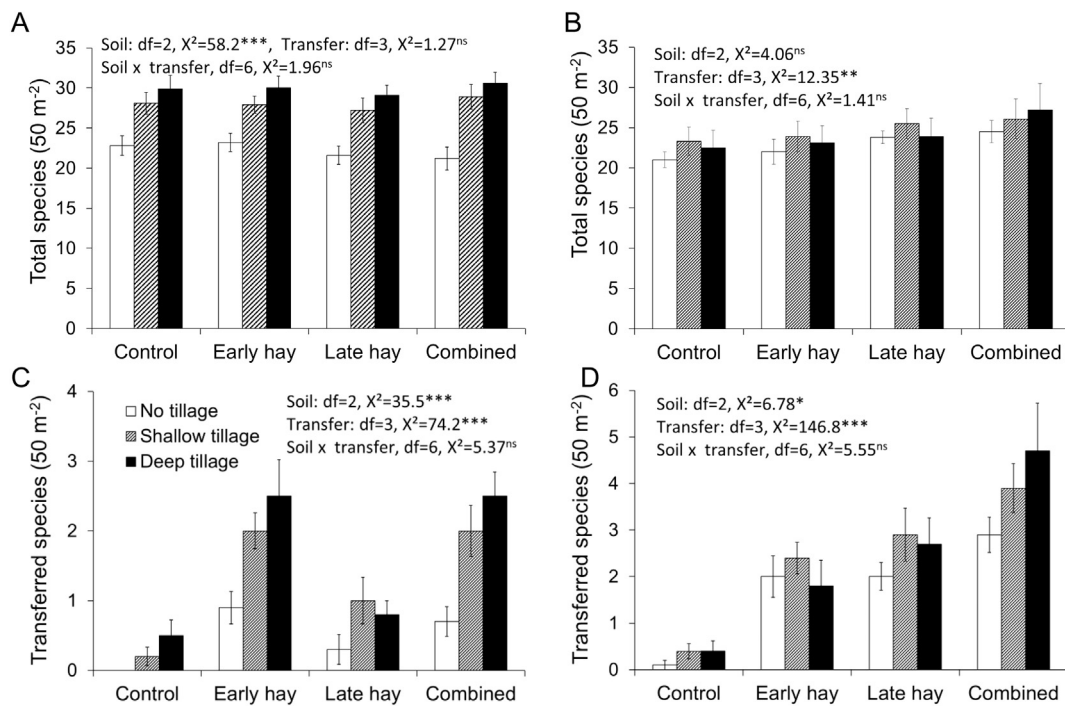 A
Total species (50 m⁻²)
35
30
25
20
15
10
5
0
Soil: df=2, X²=58.2***, Transfer: df=3, X²=1.27ⁿˢ
Soil x transfer, df=6, X²=1.96ⁿˢ
Control Early hay Late hay Combined
B
Total species (50 m⁻²)
35
30
25
20
15
10
5
0
Soil: df=2, X²=4.06ⁿˢ
Transfer: df=3, X²=12.35**
Soil x transfer, df=6, X²=1.41ⁿˢ
Control Early hay Late hay Combined
C
Transferred species (50 m⁻²)
4
3
2
1
0
No tillage
Shallow tillage
Deep tillage
Soil: df=2, X²=35.5***
Transfer: df=3, X²=74.2***
Soil x transfer, df=6, X²=5.37ⁿˢ
Control Early hay Late hay Combined
D
Transferred species (50 m⁻²)
6
5
4
3
2
1
0
Soil: df=2, X²=6.78*
Transfer: df=3, X²=146.8***
Soil x transfer, df=6, X²=5.55ⁿˢ
Control Early hay Late hay Combined